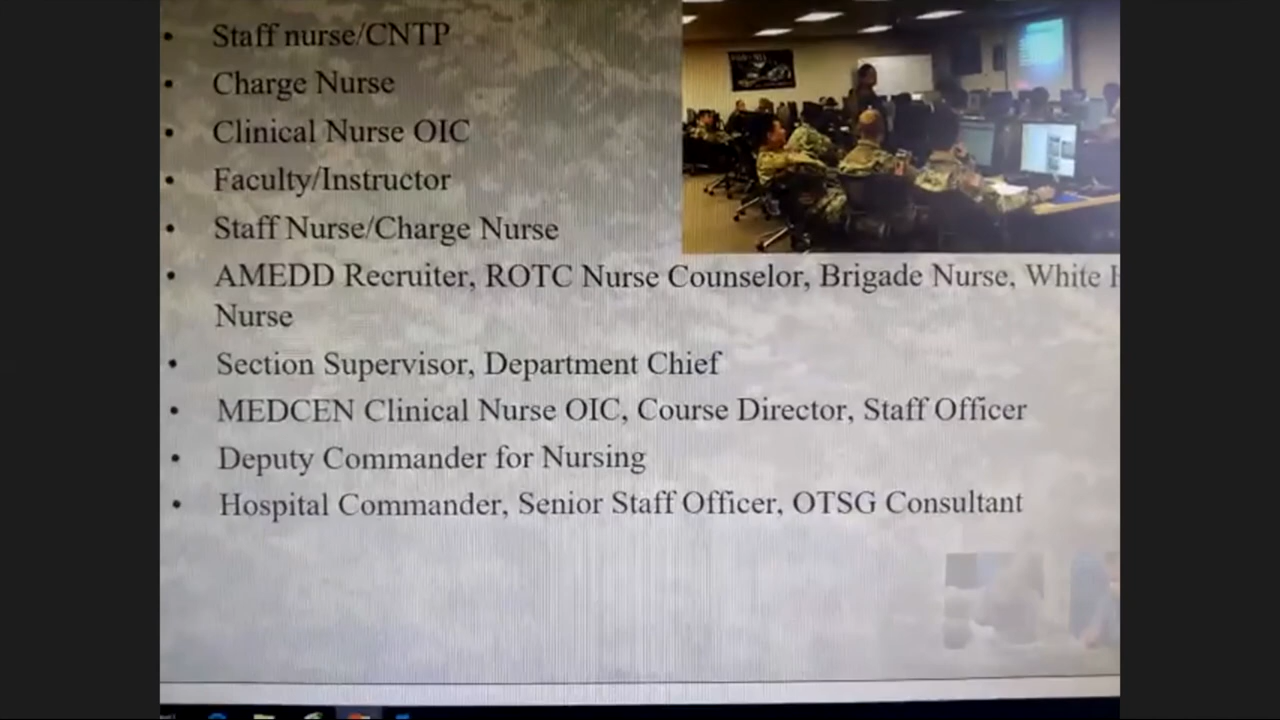 • Staff nurse/CNTP
• Charge Nurse
• Clinical Nurse OIC
• Faculty/Instructor
• Staff Nurse/Charge Nurse
• AMEDD Recruiter, ROTC Nurse Counselor, Brigade Nurse, White
Nurse
• Section Supervisor, Department Chief
• MEDCEN Clinical Nurse OIC, Course Director, Staff Officer
• Deputy Commander for Nursing
• Hospital Commander, Senior Staff Officer, OTSG Consultant